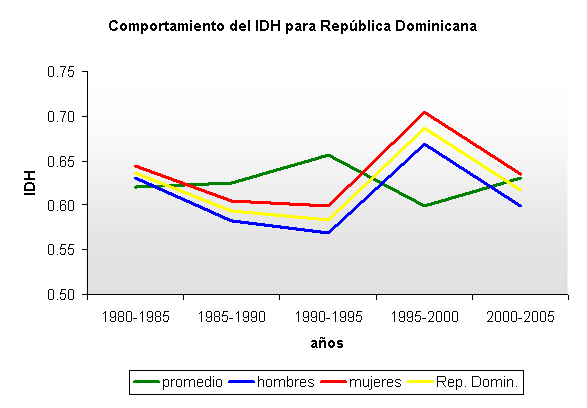 Comportamiento del IDH para República Dominicana
0.75
0.70
0.65
0.60
0.55
0.50
IDH
1980-1985 1985-1990 1990-1995 1995-2000 2000-2005
años
promedio hombres mujeres Rep. Domin.